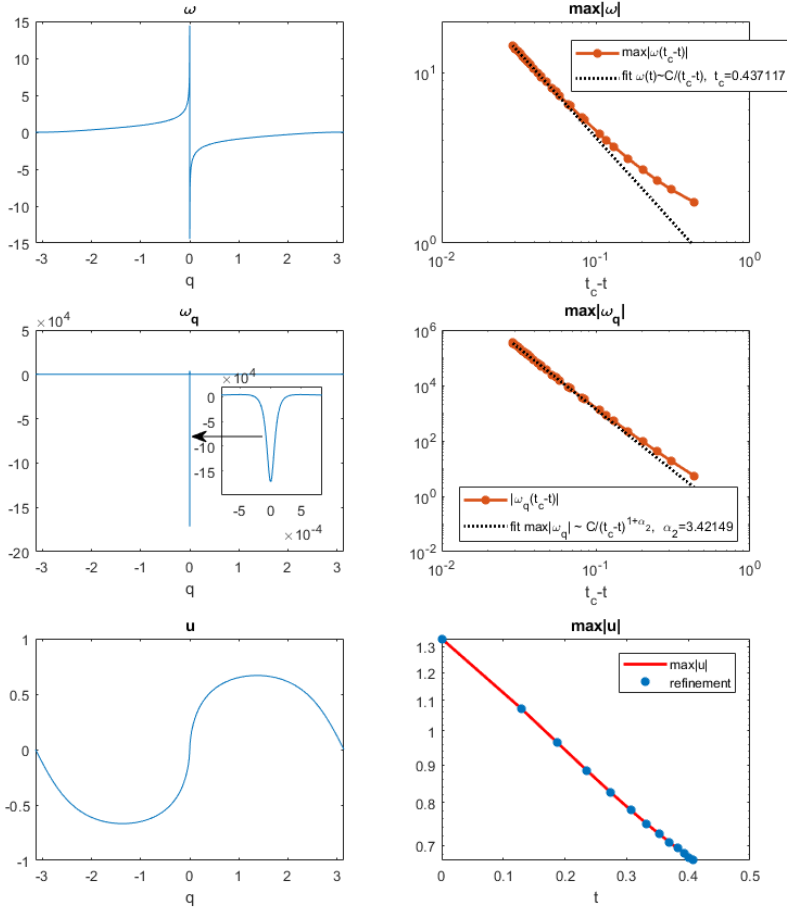 ω
15
10
5
0
-5
-10
-15
-3 -2 -1 0 1 2 3
q
max|ω|
10^1
10^0
max|ω(t_c-t)|
fit ω(t)~C/(t_c-t), t_c=0.437117
10^-2 10^-1 10^0
t_c-t
ω_q
×10^4
5
0
-5
-10
-15
-20
×10^4
0
-5
-10
-15
-5 0 5
×10^-4
-3 -2 -1 0 1 2 3
q
max|ω_q|
10^6
10^4
10^2
10^0
10^-2
|ω_q(t_c-t)|
fit max|ω_q| ~ C/(t_c-t)^1+α_2, α_2=3.42149
10^-2 10^-1 10^0
t_c-t
u
1
0.5
0
-0.5
-1
-3 -2 -1 0 1 2 3
q
max|u|
1.3
1.2
1.1
1
0.9
0.8
0.7
max|u|
refinement
0 0.1 0.2 0.3 0.4 0.5
t